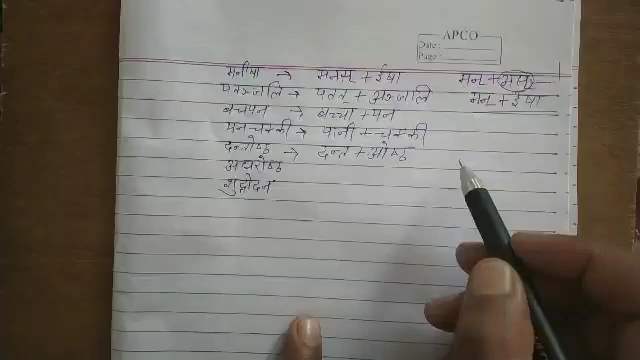 APCO
Date:
Page:
मनीषा → मनस् + ईषा
मन् + अस्
पतञ्जलि → पतत् + अञ्जलि
मन् + ईषा
बचपन → बच्चा + पन
पनचक्की → पानी + चक्की
दन्तोष्ठ → दन्त + ओष्ठ
अधरोष्ठ
शुद्धोदन